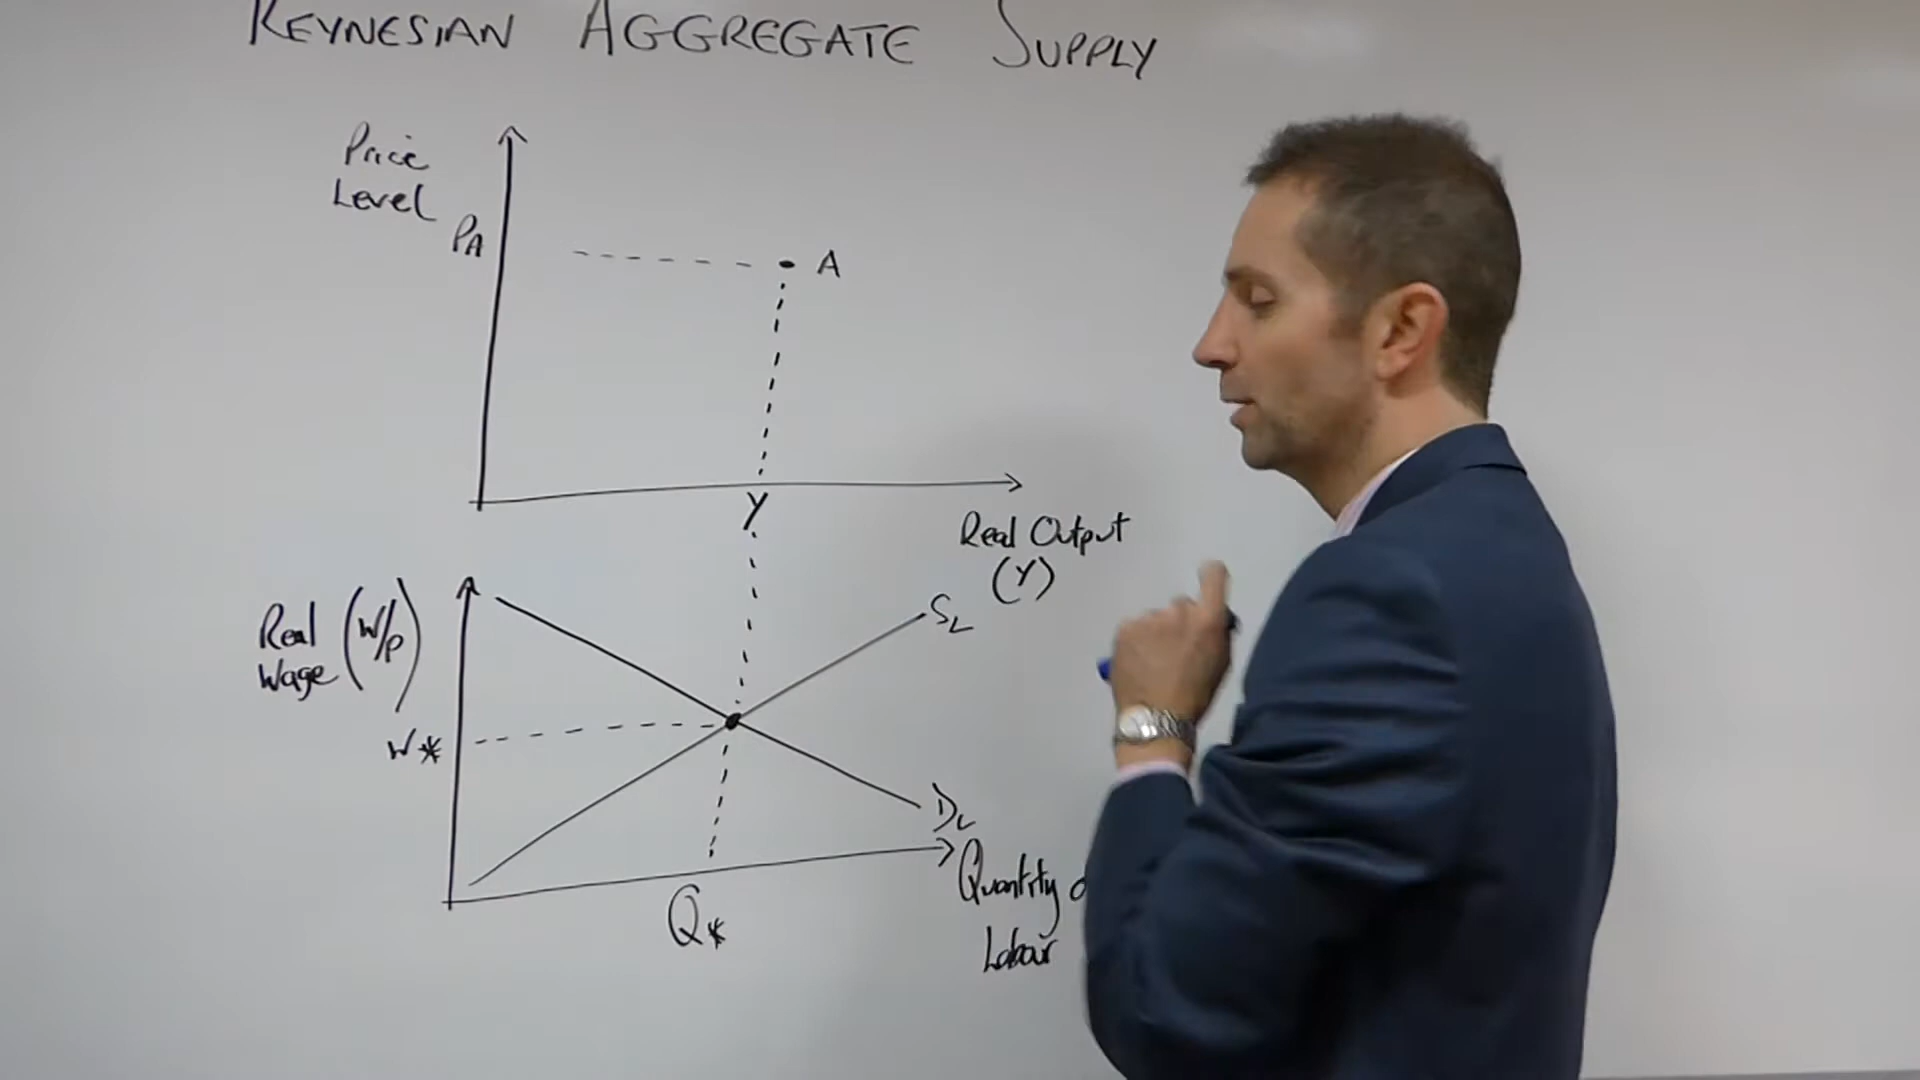 KEYNESIAN AGGREGATE SUPPLY
Price
Level
PA
A
Y
Real Output
(Y)
Real (W/P)
Wage
SL
W*
DL
Quantity
Labour
Q*